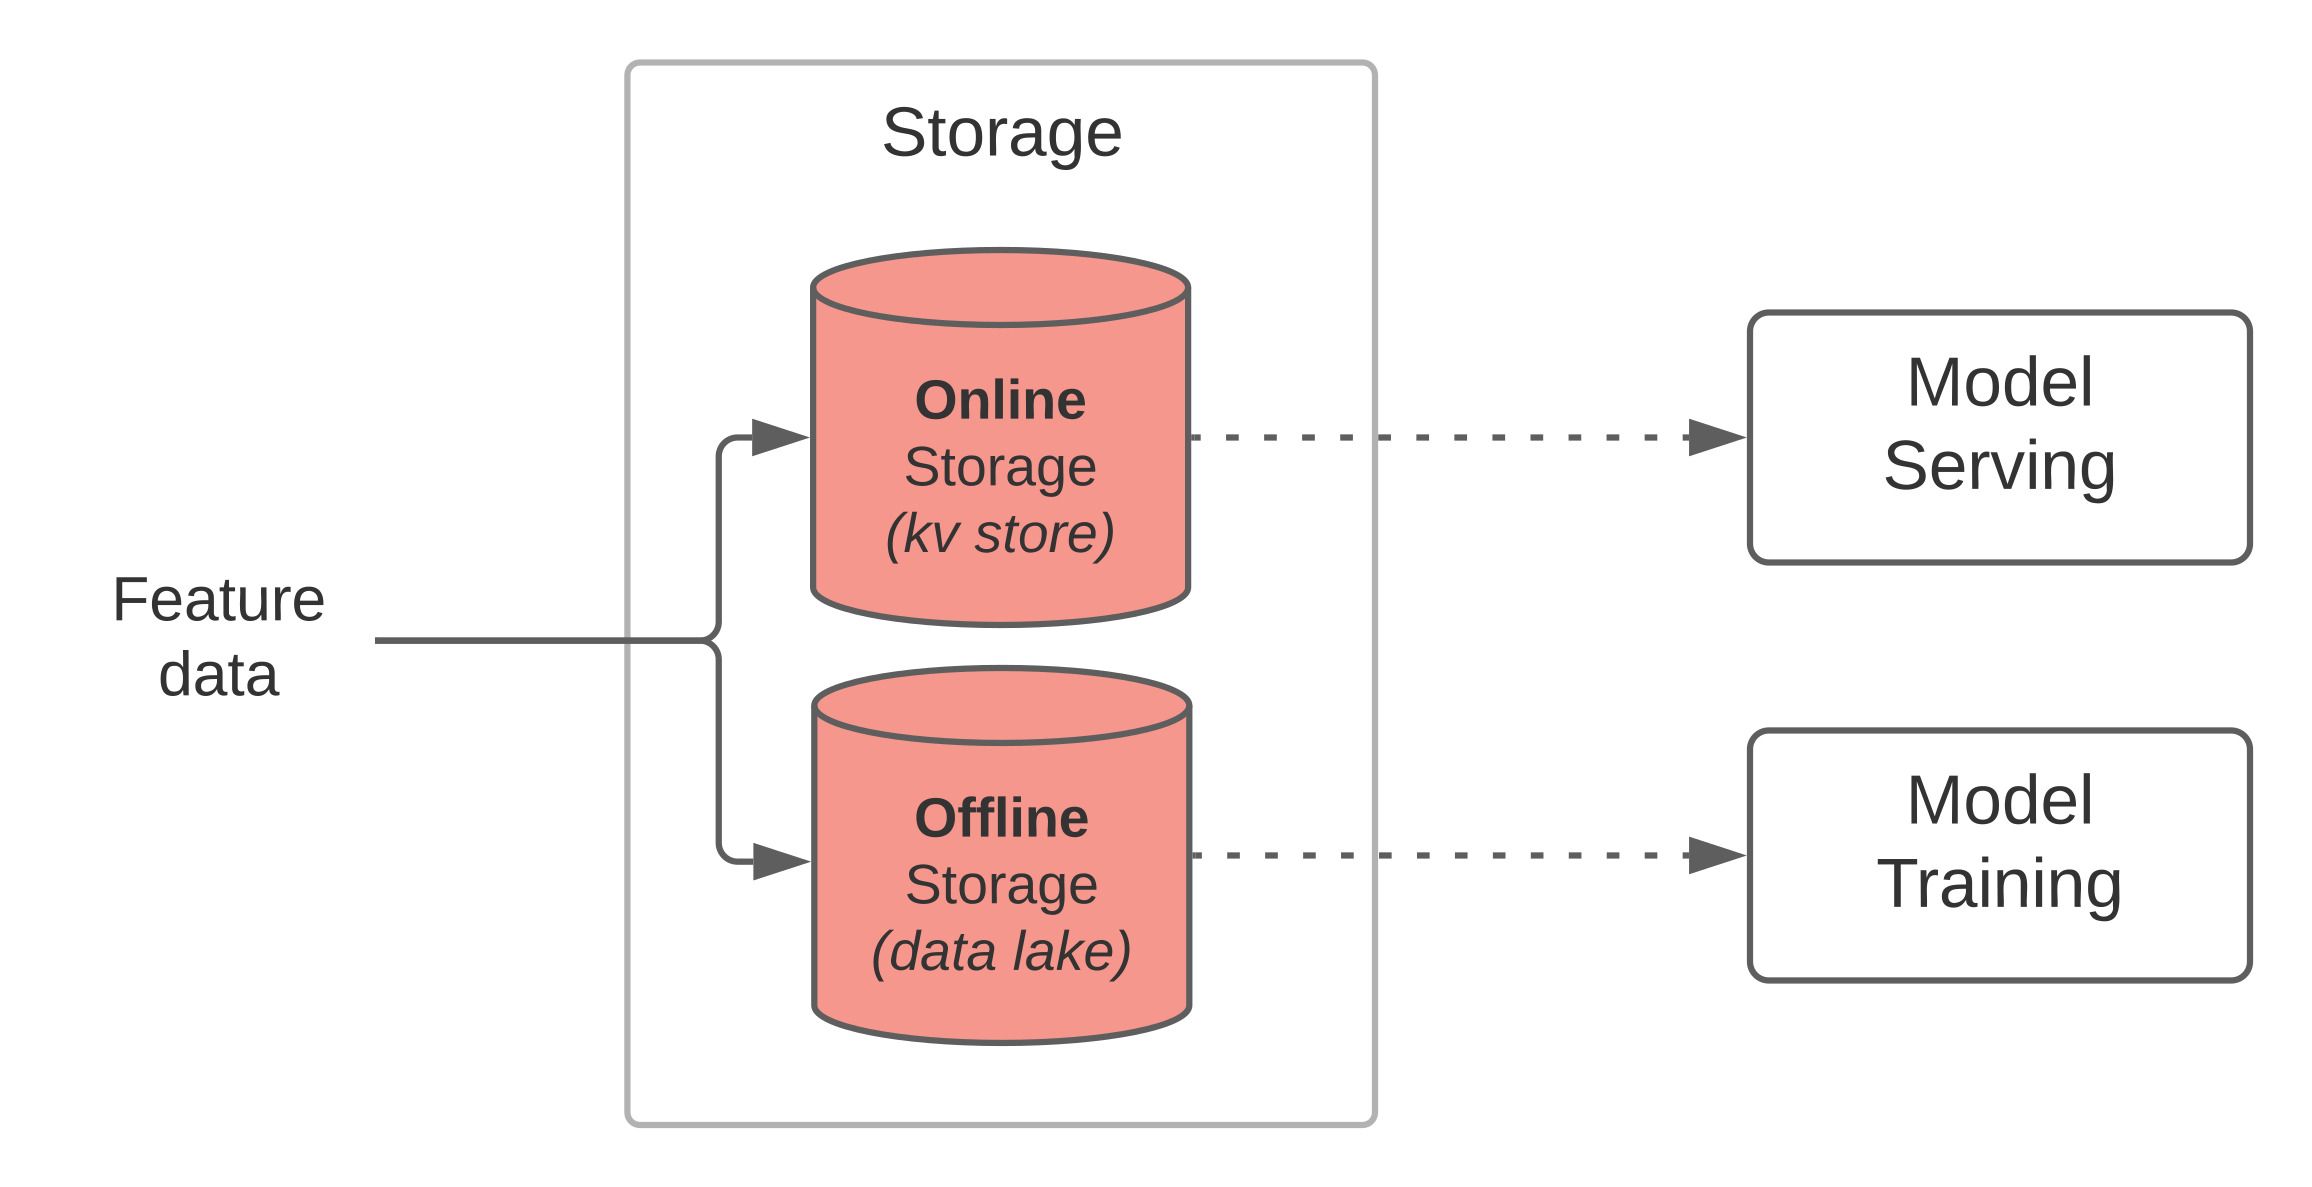 Storage
Online
Storage
(kv store)
Model
Serving
Feature
data
Offline
Storage
(data lake)
Model
Training